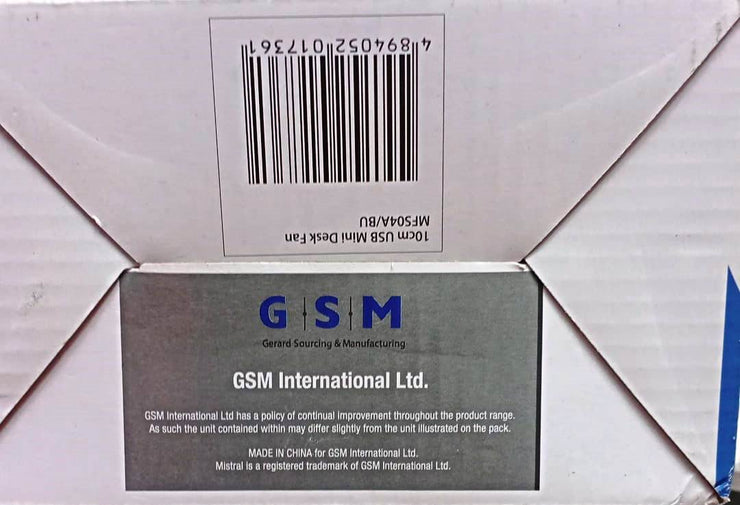 10cm USB Mini Desk Fan
MFS04A/BU
4 894052 017361
G S M
Gerard Sourcing & Manufacturing
GSM International Ltd.
GSM International Ltd has a policy of continual improvement throughout the product range.
As such the unit contained within may differ slightly from the unit illustrated on the pack.
MADE IN CHINA for GSM International Ltd.
Mistral is a registered trademark of GSM International Ltd.